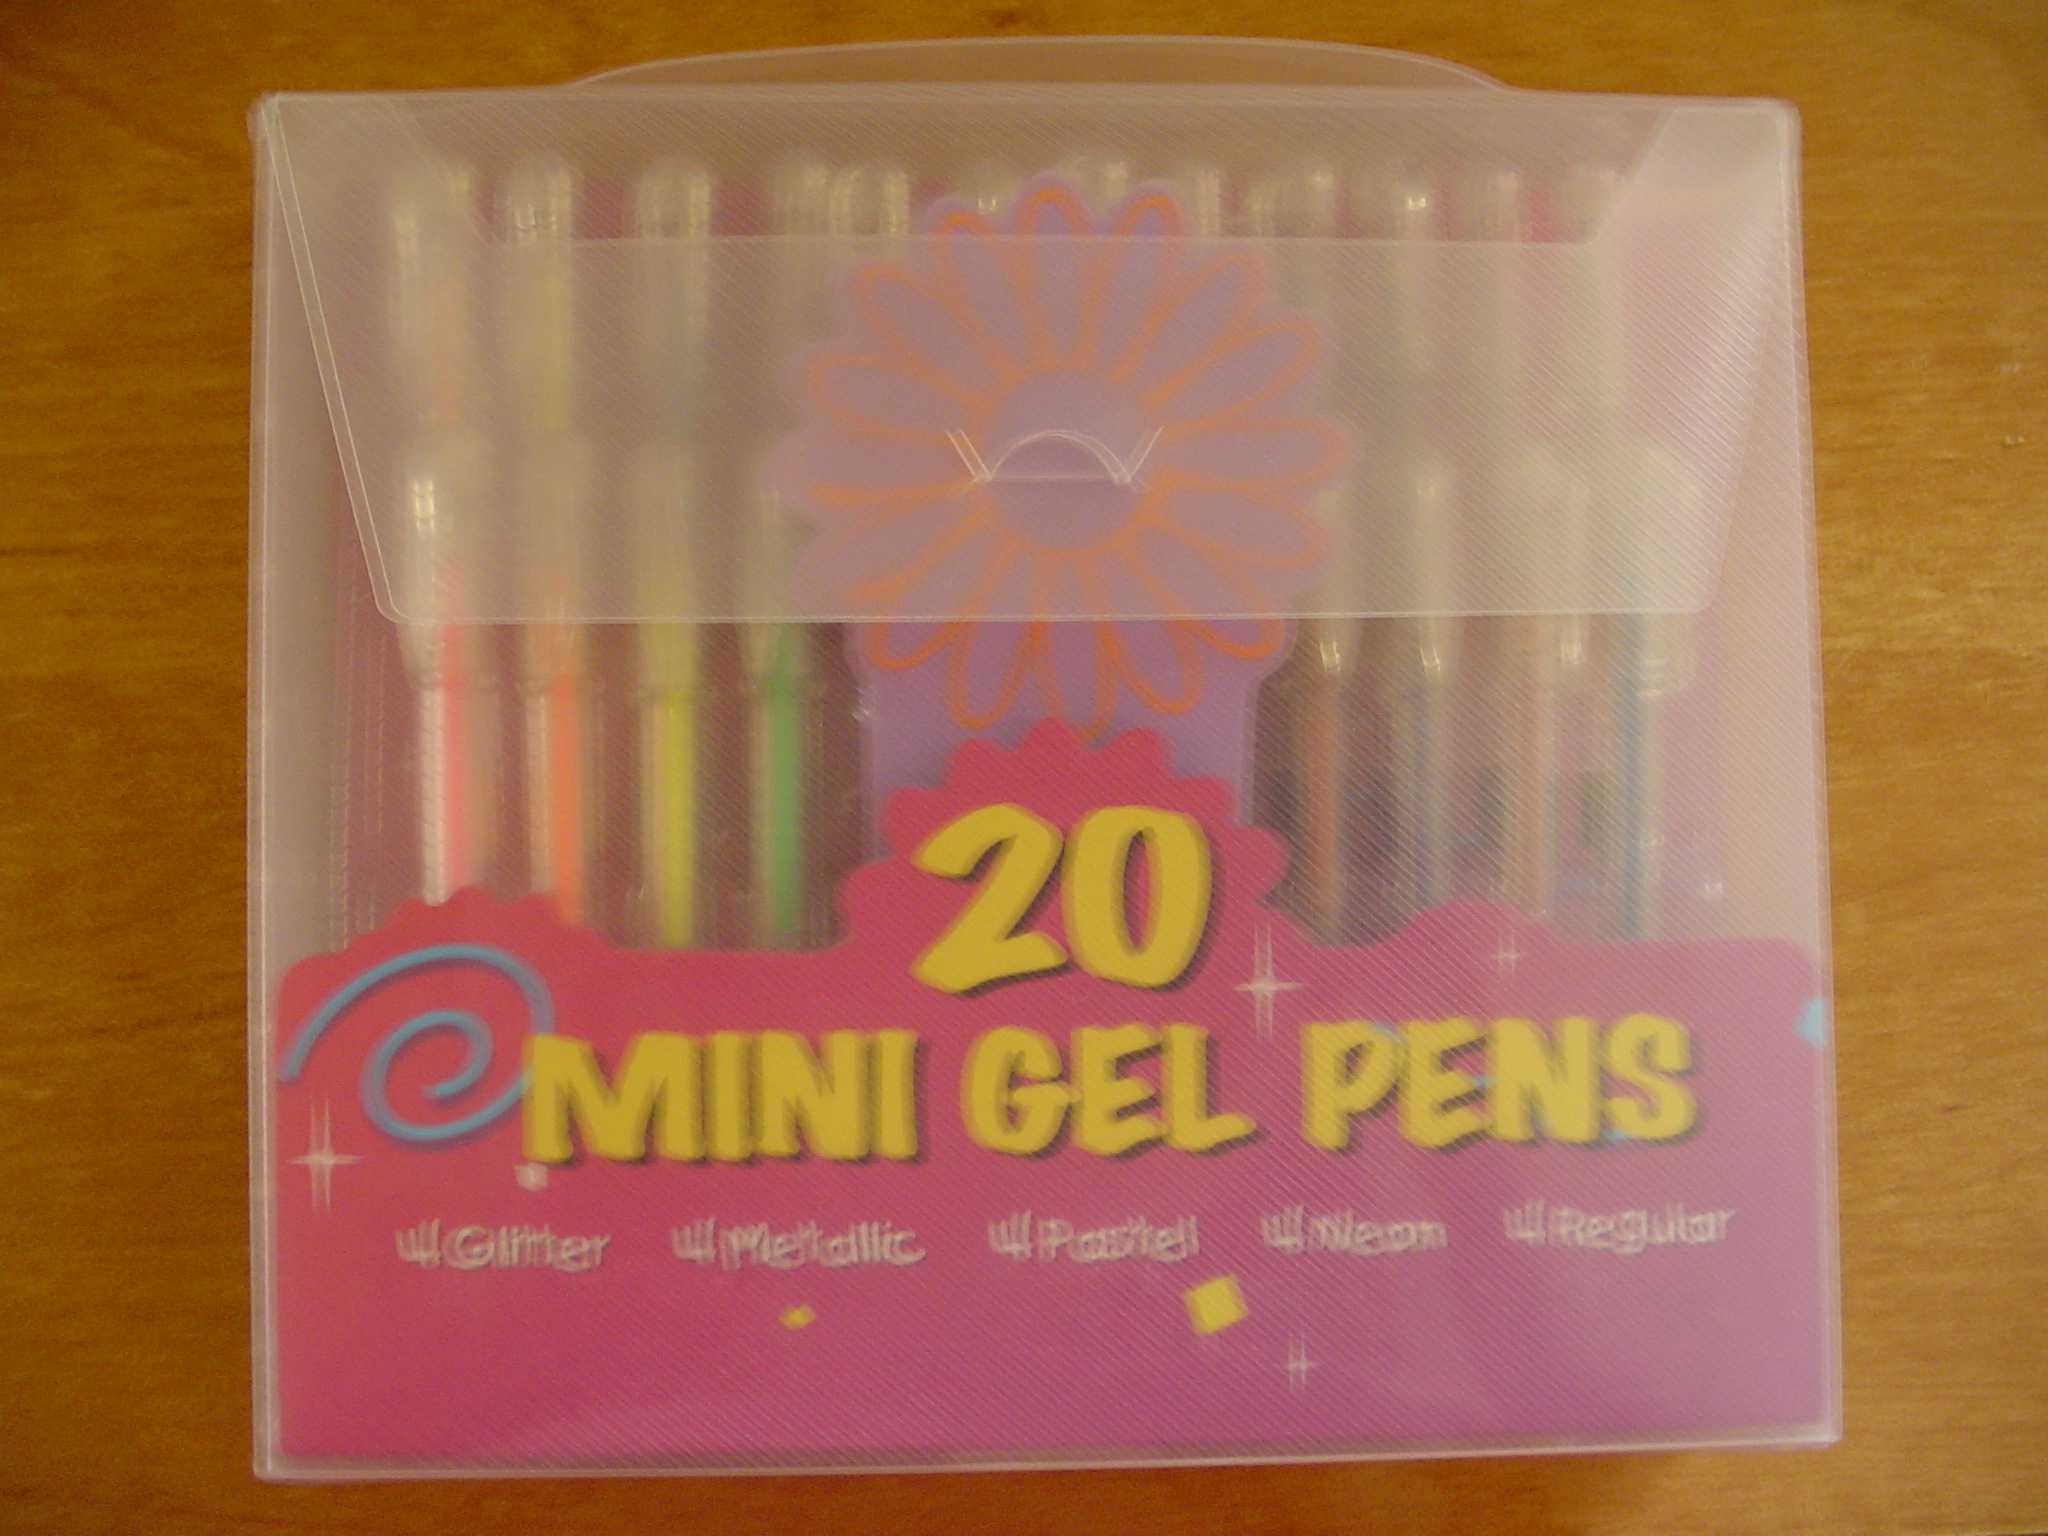 20
MINI GEL PENS
4 Glitter 4 Metallic 4 Pastel 4 Neon 4 Regular